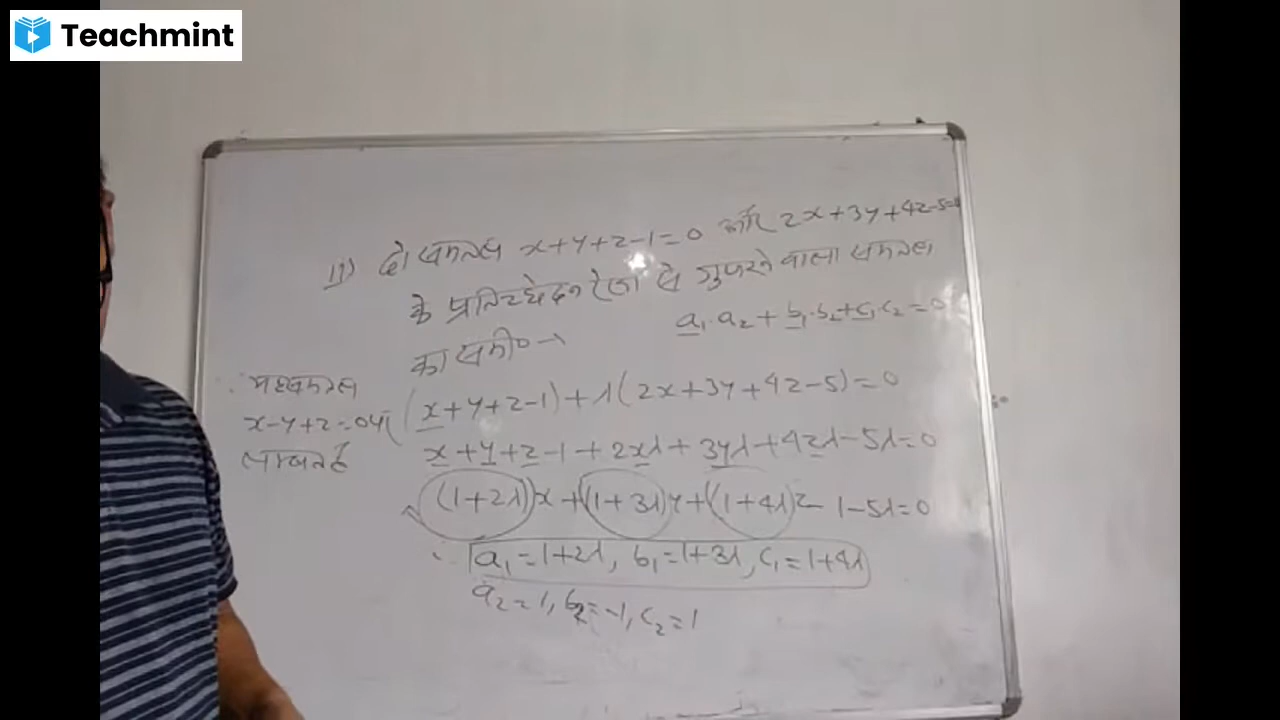 Teachmint
11) दो समतल x+y+z-1=0 और 2x+3y+4z-5=0
के प्रतिच्छेदन रेखा से गुजरने वाला समतल
का समी० →
a₁.a₂ + b₁.b₂ + c₁.c₂ = 0
यह समतल
x-y+z=0 पर
लम्बवत है
(x+y+z-1) + λ(2x+3y+4z-5)=0
x+y+z-1+2xλ+3yλ+4zλ-5λ=0
(1+2λ)x+(1+3λ)y+(1+4λ)z-1-5λ=0
∴ a₁=1+2λ, b₁=1+3λ, c₁=1+4λ
a₂=1, b₂=-1, c₂=1